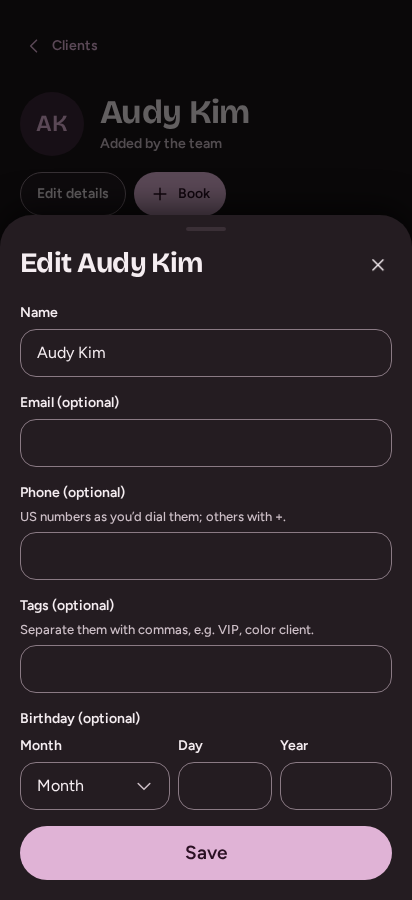 Clients
AK
Audy Kim
Added by the team
Edit details
Book
Edit Audy Kim
Name
Audy Kim
Email (optional)
Phone (optional)
US numbers as you’d dial them; others with +.
Tags (optional)
Separate them with commas, e.g. VIP, color client.
Birthday (optional)
Month Day Year
Month
Save